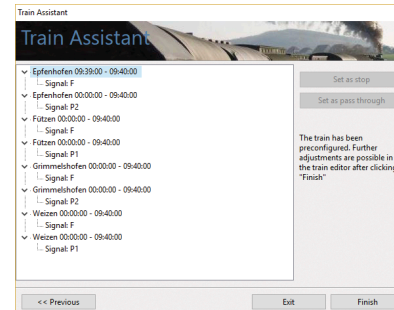 Train Assistant
Train Assistant
Epfenhofen 09:39:00 - 09:40:00
Signal: F
Epfenhofen 00:00:00 - 09:40:00
Signal: P2
Fützen 00:00:00 - 09:40:00
Signal: F
Fützen 00:00:00 - 09:40:00
Signal: P1
Grimmelshofen 00:00:00 - 09:40:00
Signal: F
Grimmelshofen 00:00:00 - 09:40:00
Signal: P2
Weizen 00:00:00 - 09:40:00
Signal: F
Weizen 00:00:00 - 09:40:00
Signal: P1
Set as stop
Set as pass through
The train has been
preconfigured. Further
adjustments are possible in
the train editor after clicking
"Finish"
<< Previous
Exit
Finish